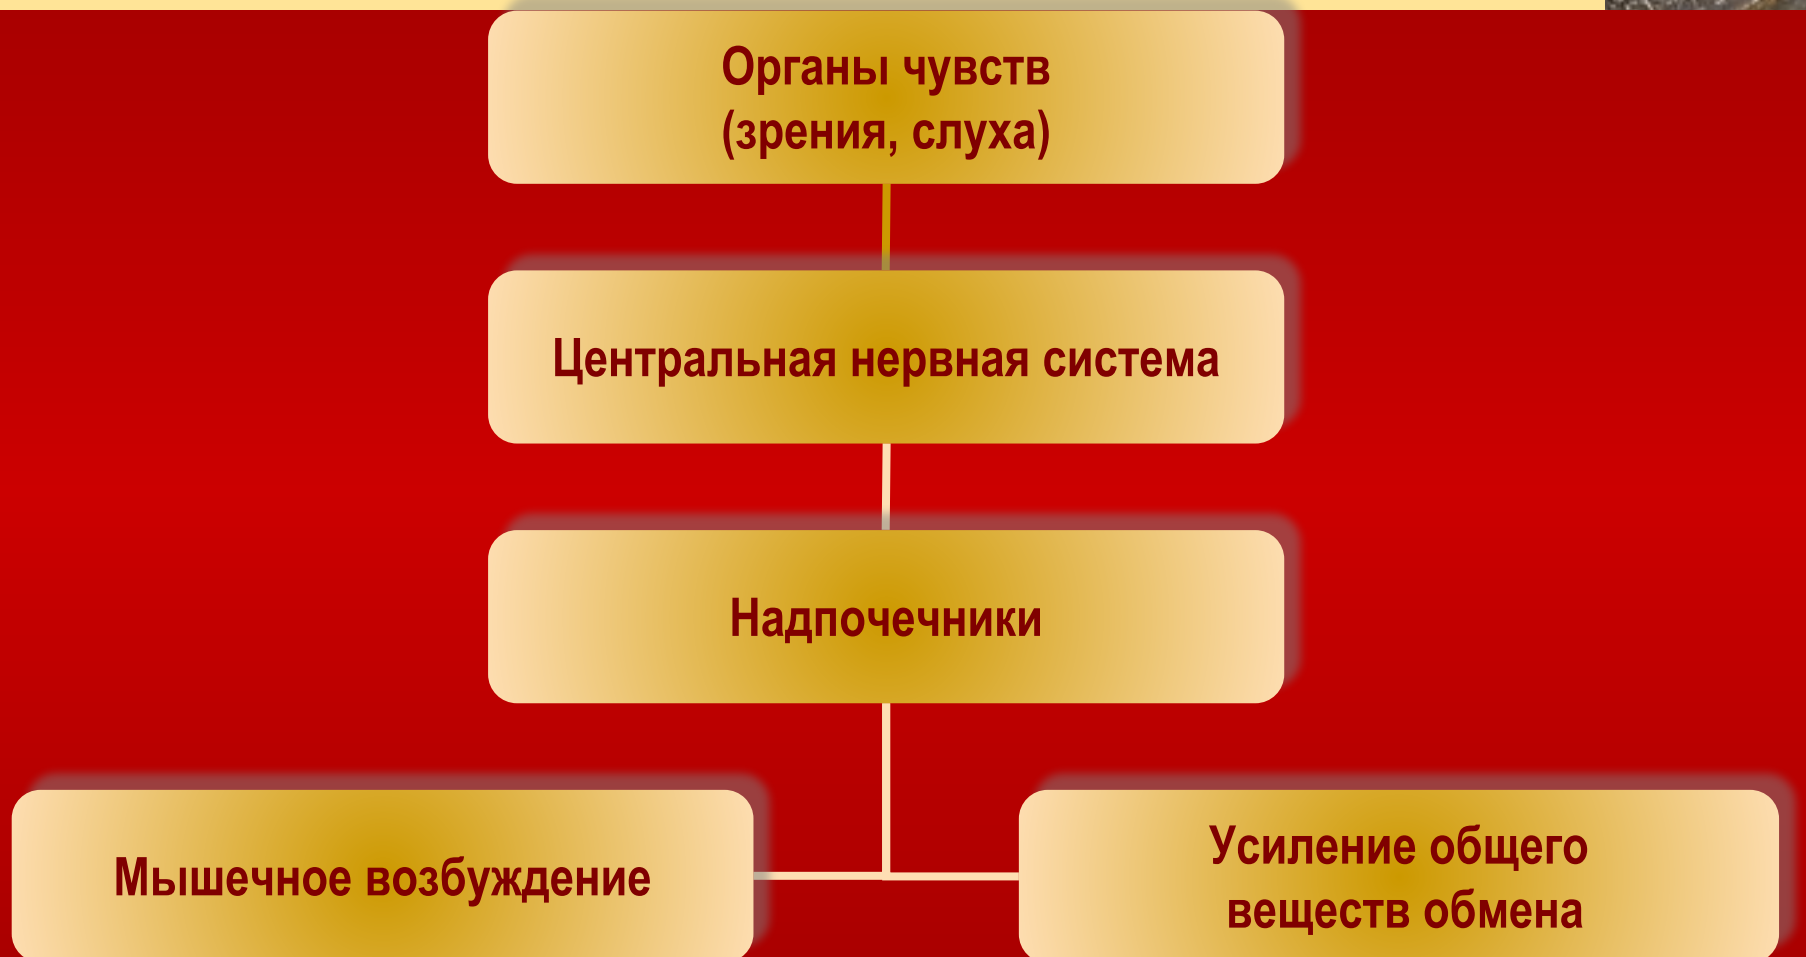 Органы чувств
(зрения, слуха)
Центральная нервная система
Надпочечники
Мышечное возбуждение
Усиление общего
веществ обмена